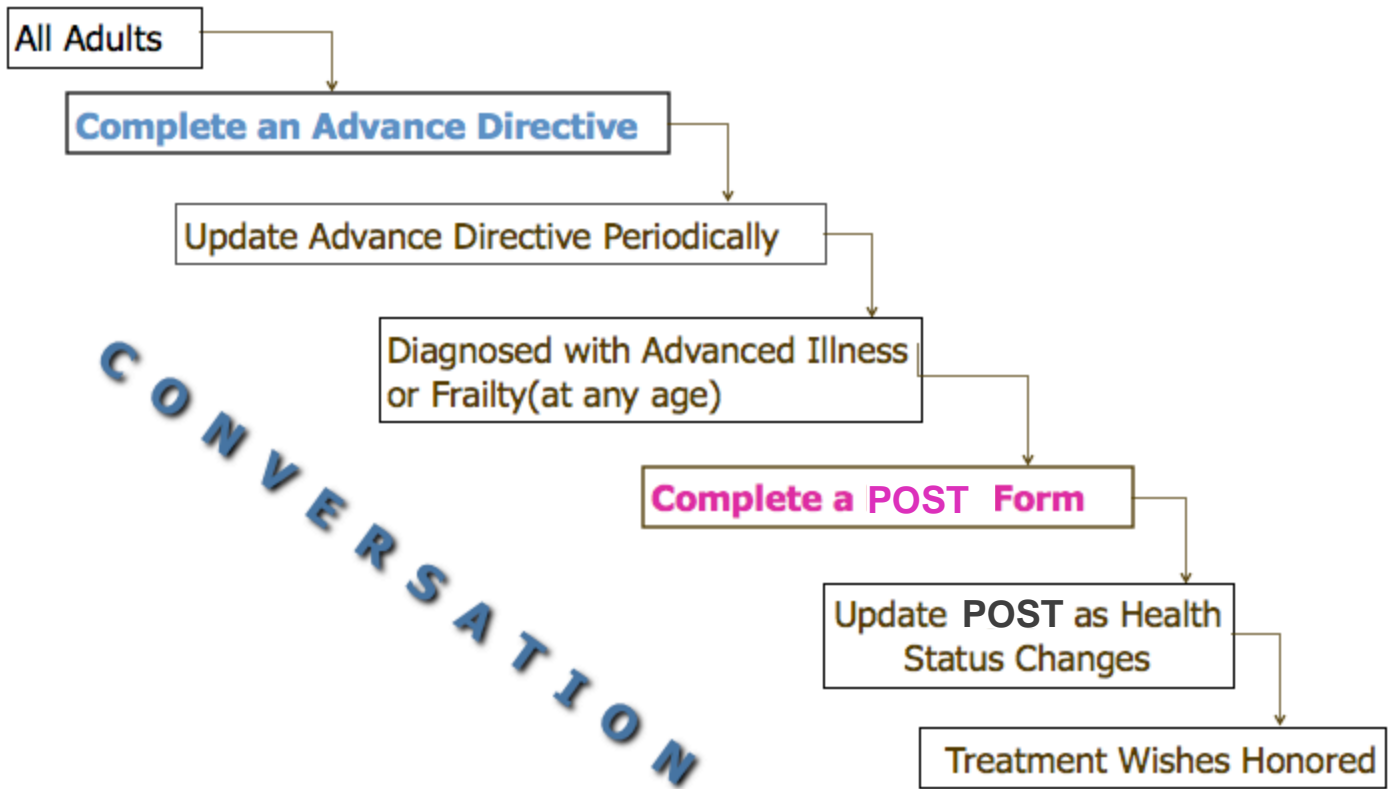 All Adults
Complete an Advance Directive
Update Advance Directive Periodically
Diagnosed with Advanced Illness
or Frailty(at any age)
Complete a POST Form
Update POST as Health
Status Changes
Treatment Wishes Honored
CONVERSATION